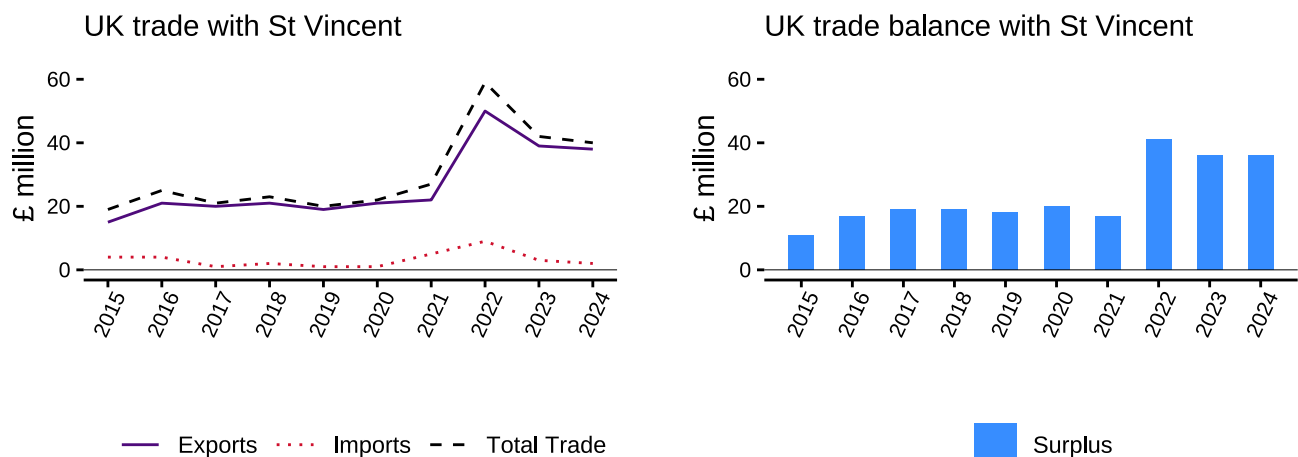 UK trade with St Vincent
£ million
60
40
20
0
2015 2016 2017 2018 2019 2020 2021 2022 2023 2024
Exports Imports Total Trade
UK trade balance with St Vincent
£ million
60
40
20
0
2015 2016 2017 2018 2019 2020 2021 2022 2023 2024
Surplus